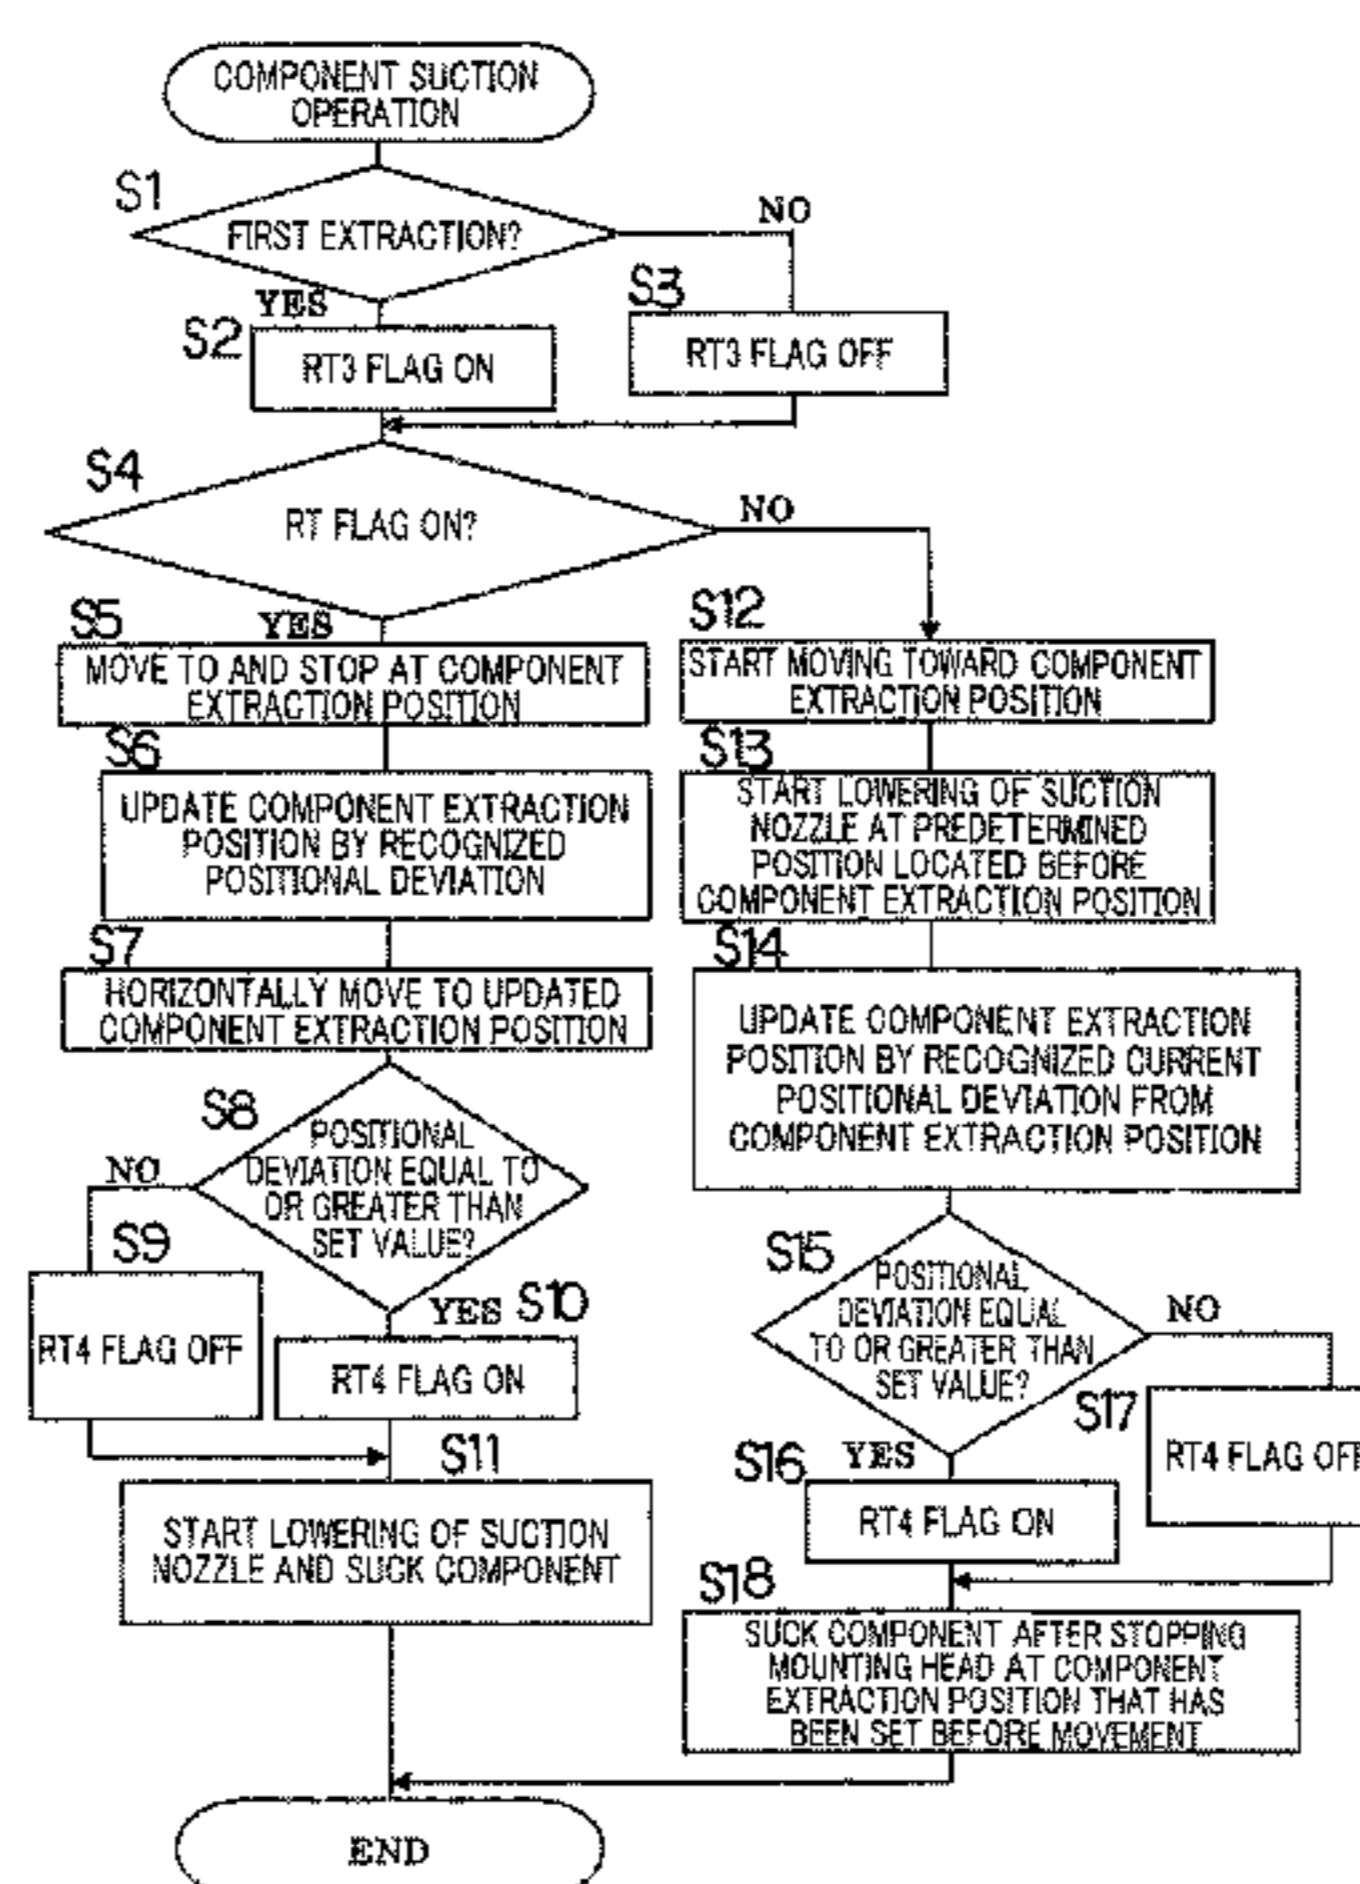 COMPONENT SUCTION
OPERATION
S1
FIRST EXTRACTION?
NO
YES
S2
RT3 FLAG ON
S3
RT3 FLAG OFF
S4
RT FLAG ON?
NO
YES
S5
MOVE TO AND STOP AT COMPONENT
EXTRACTION POSITION
S6
UPDATE COMPONENT EXTRACTION
POSITION BY RECOGNIZED
POSITIONAL DEVIATION
S7
HORIZONTALLY MOVE TO UPDATED
COMPONENT EXTRACTION POSITION
S8
POSITIONAL
DEVIATION EQUAL TO
OR GREATER THAN
SET VALUE?
NO
S9
RT4 FLAG OFF
YES
S10
RT4 FLAG ON
S11
START LOWERING OF SUCTION
NOZZLE AND SUCK COMPONENT
S12
START MOVING TOWARD COMPONENT
EXTRACTION POSITION
S13
START LOWERING OF SUCTION
NOZZLE AT PREDETERMINED
POSITION LOCATED BEFORE
COMPONENT EXTRACTION POSITION
S14
UPDATE COMPONENT EXTRACTION
POSITION BY RECOGNIZED CURRENT
POSITIONAL DEVIATION FROM
COMPONENT EXTRACTION POSITION
S15
POSITIONAL
DEVIATION EQUAL
TO OR GREATER THAN
SET VALUE?
NO
S17
RT4 FLAG OFF
YES
S16
RT4 FLAG ON
S18
SUCK COMPONENT AFTER STOPPING
MOUNTING HEAD AT COMPONENT
EXTRACTION POSITION THAT HAS
BEEN SET BEFORE MOVEMENT
END